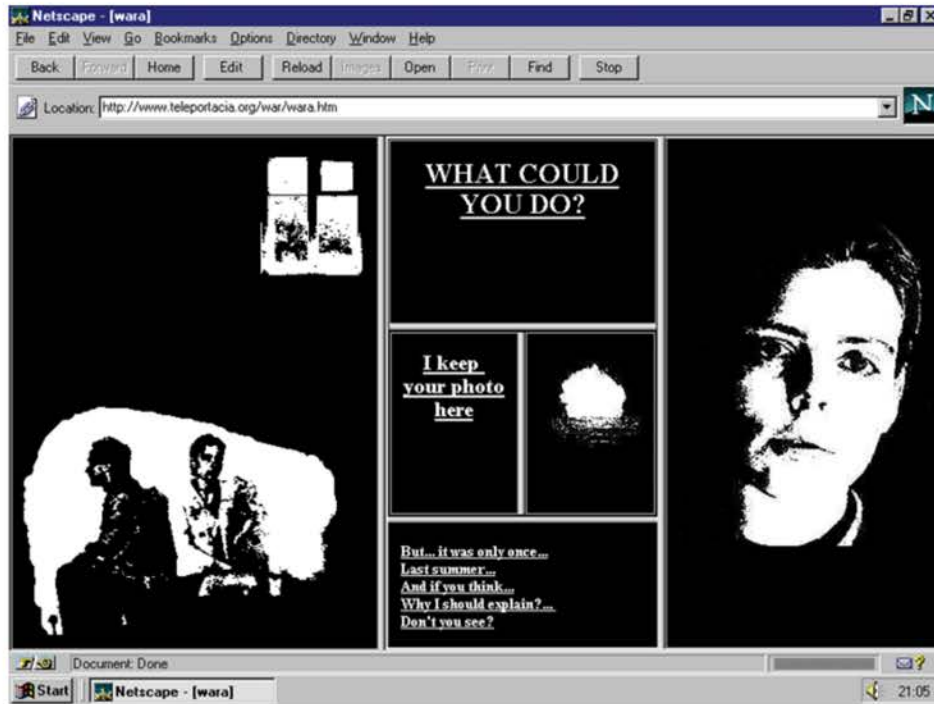 Netscape - [wara]
File Edit View Go Bookmarks Options Directory Window Help
Back Forward Home Edit Reload Images Open Print Find Stop
Location: http://www.teleportacia.org/war/wara.htm
N
WHAT COULD
YOU DO?
I keep
your photo
here
But... it was only once...
Last summer...
And if you think...
Why I should explain?...
Don't you see?
Document: Done
Start Netscape - [wara] 21:05